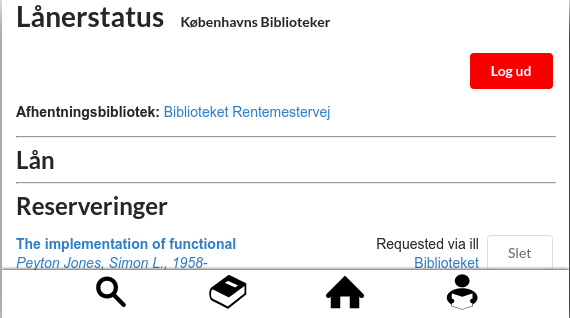 Lånerstatus Københavns Biblioteker
Log ud
Afhentningsbibliotek: Biblioteket Rentemestervej
Lån
Reserveringer
The implementation of functional Requested via ill Slet
Peyton Jones, Simon L., 1958- Biblioteket